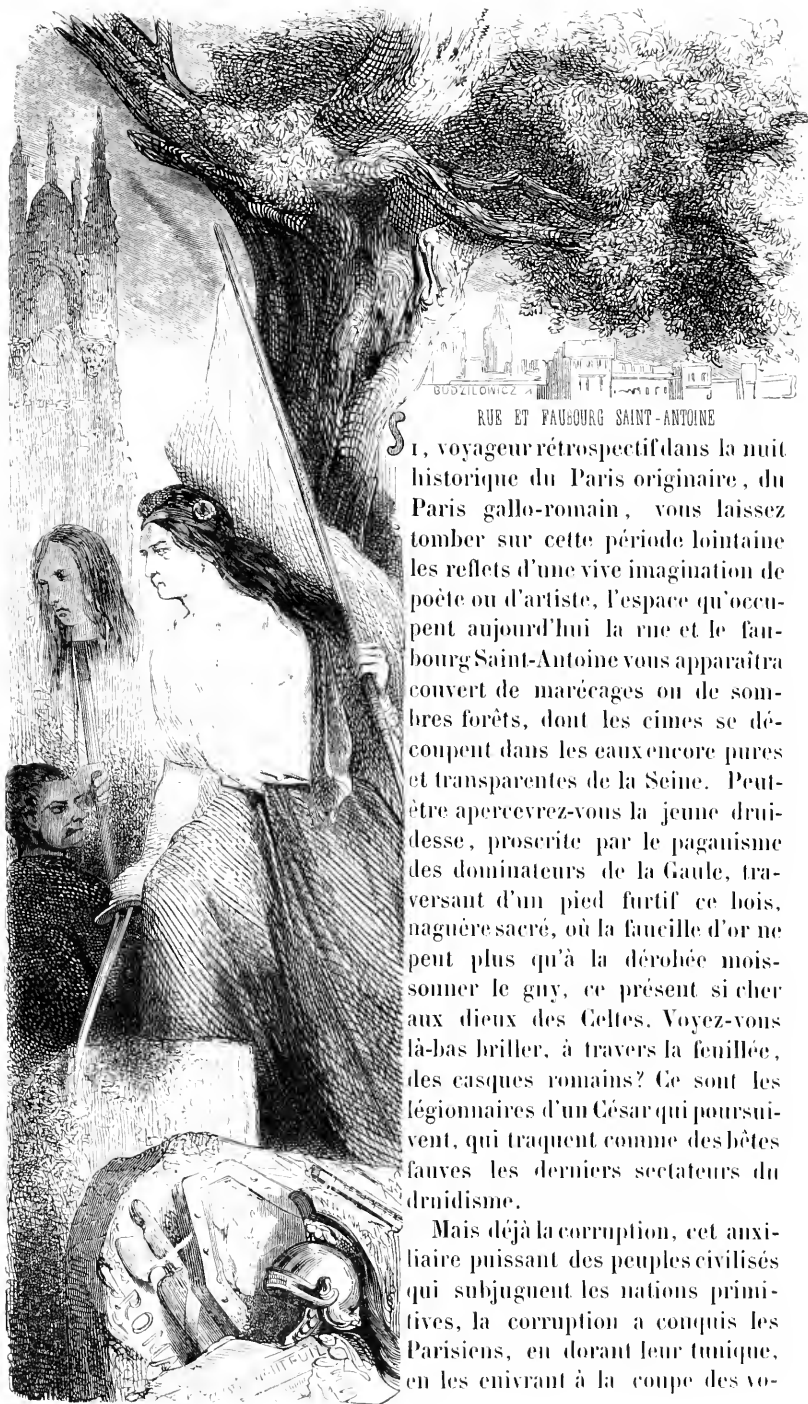 BUDZILOWICZ
RUE ET FAUBOURG SAINT-ANTOINE
SI, voyageur rétrospectif dans la nuit
historique du Paris originaire, du
Paris gallo-romain, vous laissez
tomber sur cette période lointaine
les reflets d'une vive imagination de
poète ou d'artiste, l'espace qu'occu-
pent aujourd'hui la rue et le fau-
bourg Saint-Antoine vous apparaîtra
couvert de marécages ou de som-
bres forêts, dont les cimes se dé-
coupent dans les eaux encore pures
et transparentes de la Seine. Peut-
être apercevrez-vous la jeune drui-
desse, proscrite par le paganisme
des dominateurs de la Gaule, tra-
versant d'un pied furtif ce bois,
naguère sacré, où la faucille d'or ne
peut plus qu'à la dérobée mois-
sonner le guy, ce présent si cher
aux dieux des Celtes. Voyez-vous
là-bas briller, à travers la feuillée,
des casques romains? Ce sont les
légionnaires d'un César qui poursui-
vent, qui traquent comme des bêtes
fauves les derniers sectateurs du
druidisme.
Mais déjà la corruption, cet auxi-
liaire puissant des peuples civilisés
qui subjuguent les nations primi-
tives, la corruption a conquis les
Parisiens, en dorant leur tunique,
en les enivrant à la coupe des vo-